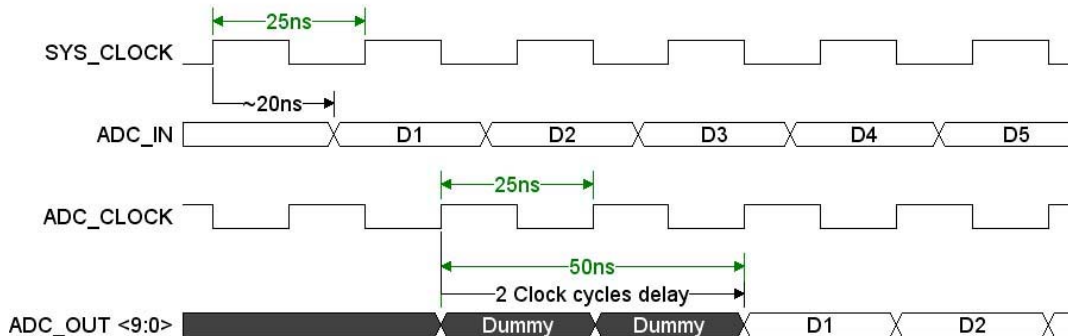 25ns
SYS_CLOCK
~20ns
ADC_IN D1 D2 D3 D4 D5
25ns
ADC_CLOCK
50ns
2 Clock cycles delay
ADC_OUT <9:0> Dummy Dummy D1 D2